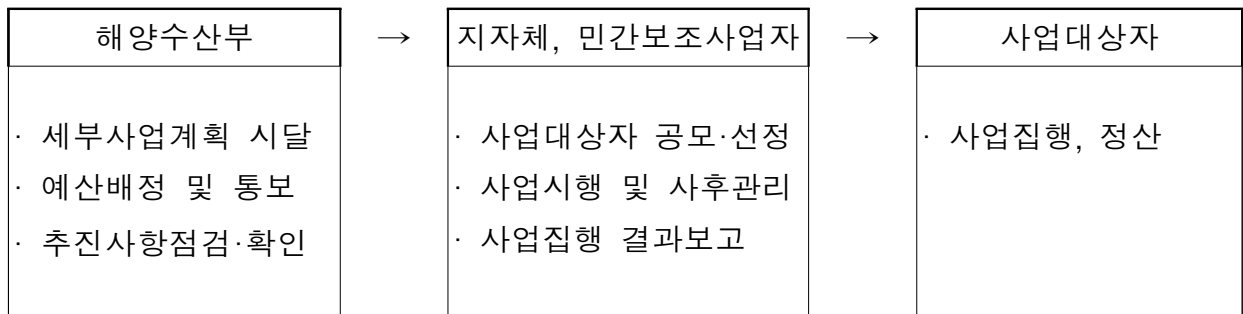 해양수산부 → 지자체, 민간보조사업자 → 사업대상자
· 세부사업계획 시달
· 예산배정 및 통보
· 추진사항점검·확인
· 사업대상자 공모·선정
· 사업시행 및 사후관리
· 사업집행 결과보고
· 사업집행, 정산